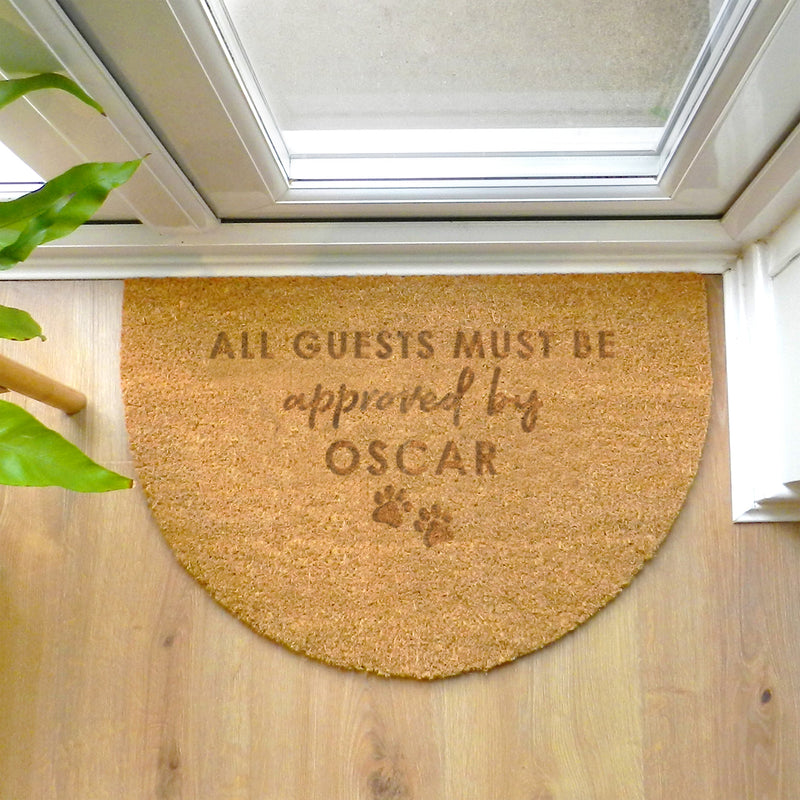 ALL GUESTS MUST BE
approved by
OSCAR